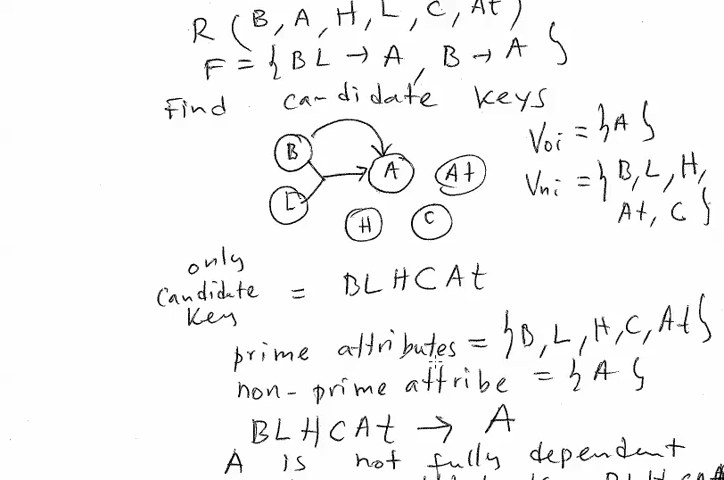 R (B, A, H, L, C, At)
F = { BL → A, B → A }
Find candidate keys
B
A
At
L
H
C
Voi = { A }
Vni = { B, L, H,
At, C }
only
candidate
key
= BLHCAt
prime attributes = { B, L, H, C, At }
non-prime attribe = { A }
BLHCAt → A
A is not fully dependent